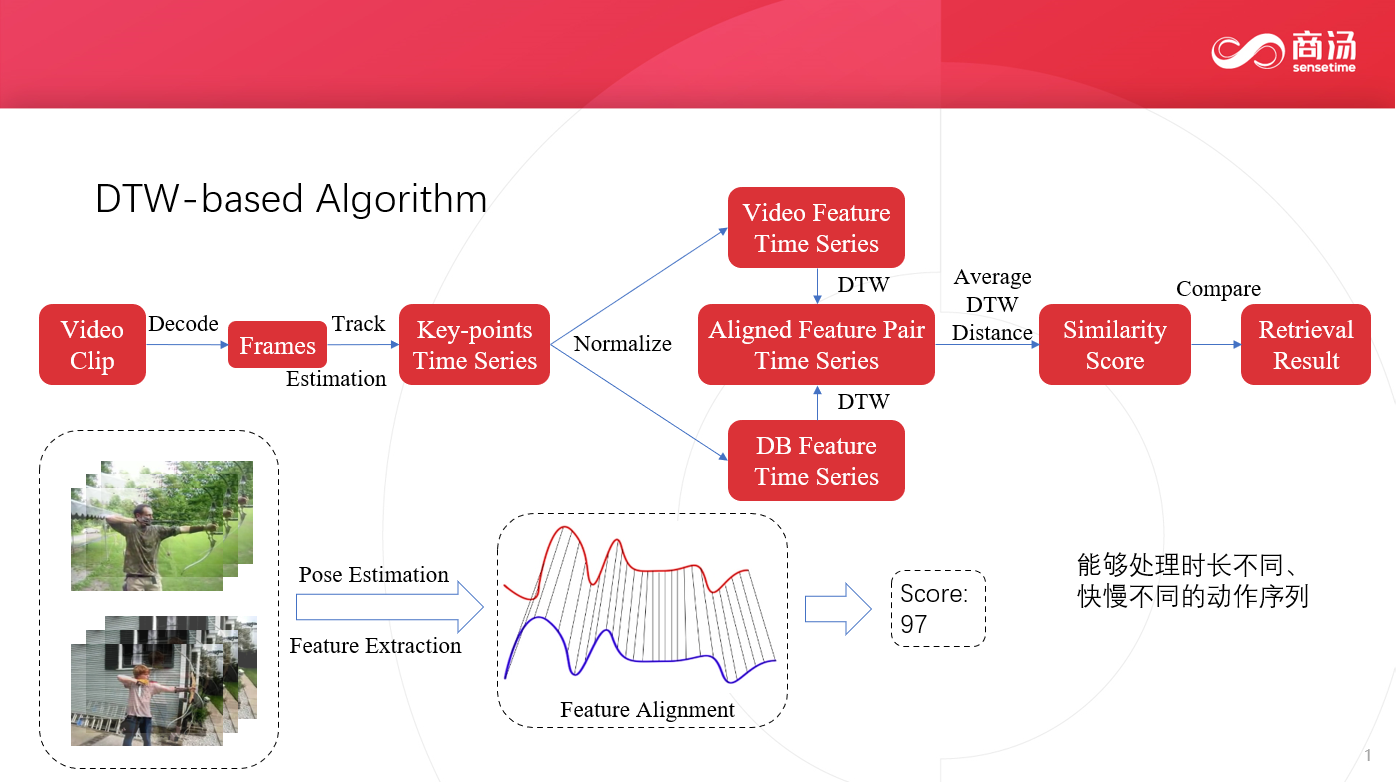 商汤
sensetime
DTW-based Algorithm
Video
Clip
Decode
Frames
Track
Estimation
Key-points
Time Series
Normalize
Video Feature
Time Series
DTW
Aligned Feature Pair
Time Series
DTW
DB Feature
Time Series
Average
DTW
Distance
Similarity
Score
Compare
Retrieval
Result
Pose Estimation
Feature Extraction
Feature Alignment
Score:
97
能够处理时长不同、
快慢不同的动作序列
1